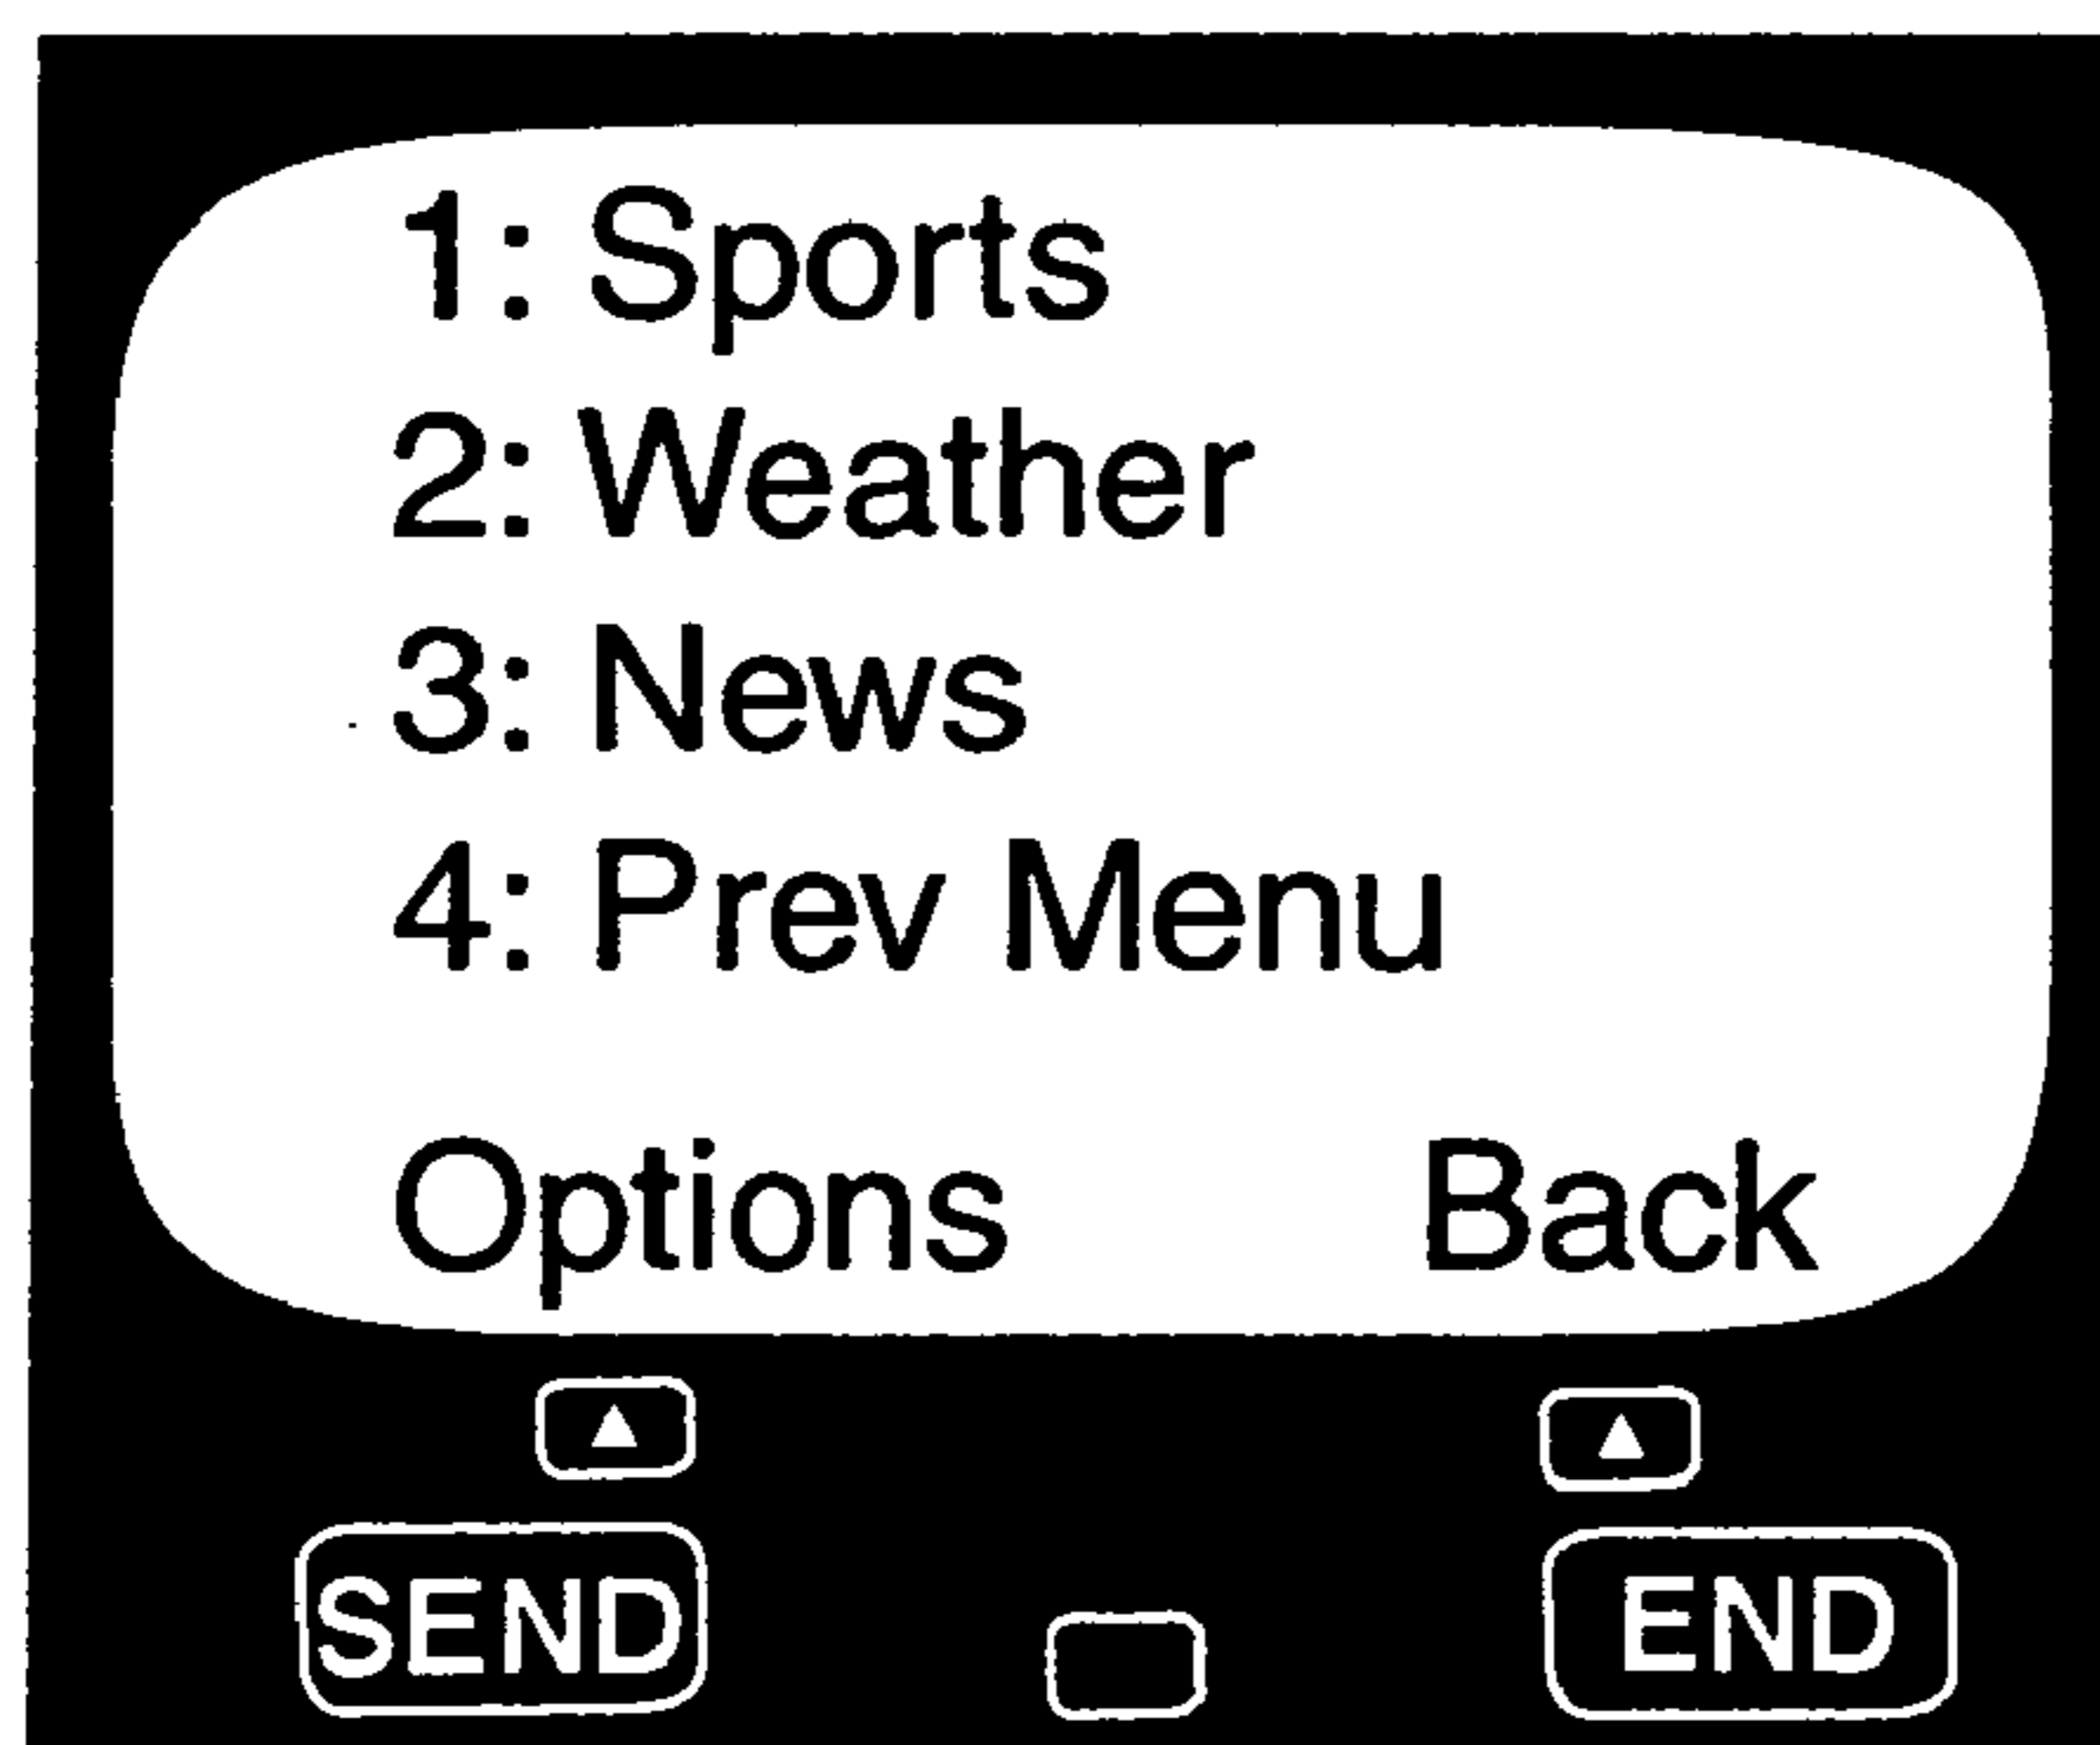 1: Sports
2: Weather
3: News
4: Prev Menu
Options Back
SEND END